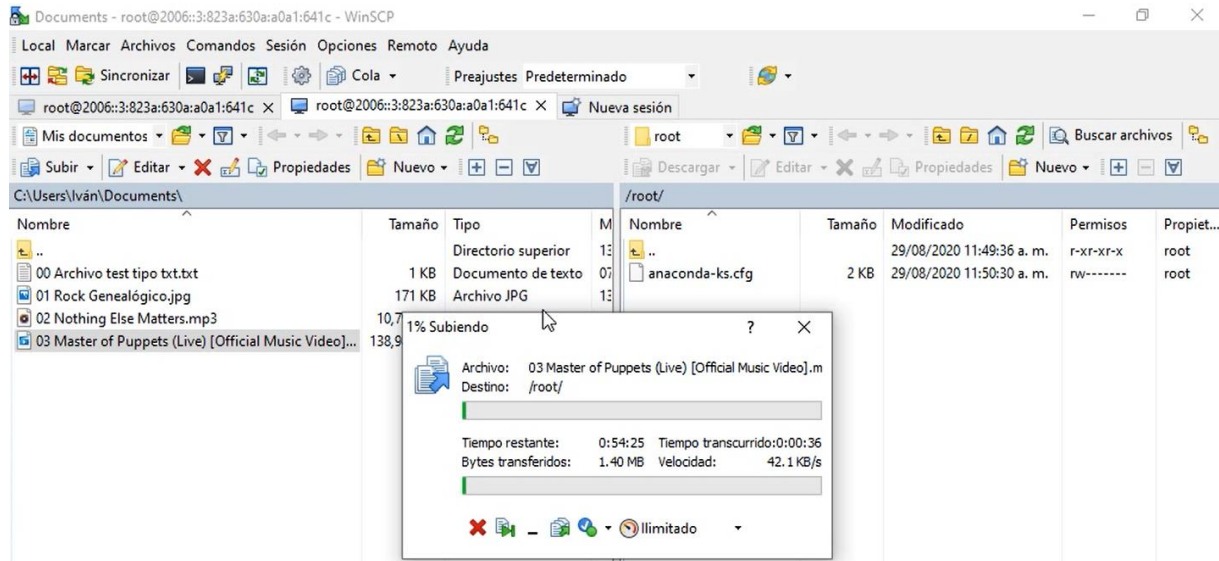 Documents - root@2006::3:823a:630a:a0a1:641c - WinSCP
Local Marcar Archivos Comandos Sesión Opciones Remoto Ayuda
Sincronizar Cola Preajustes Predeterminado
root@2006::3:823a:630a:a0a1:641c root@2006::3:823a:630a:a0a1:641c Nueva sesión
Mis documentos root Buscar archivos
Subir Editar Propiedades Nuevo Descargar Editar Propiedades Nuevo
C:\Users\Iván\Documents\ /root/
Nombre Tamaño Tipo M Nombre Tamaño Modificado Permisos Propiet...
.. Directorio superior 13 .. 29/08/2020 11:49:36 a. m. r-xr-xr-x root
00 Archivo test tipo txt.txt 1 KB Documento de texto 07 anaconda-ks.cfg 2 KB 29/08/2020 11:50:30 a. m. rw------- root
01 Rock Genealógico.jpg 171 KB Archivo JPG 13
02 Nothing Else Matters.mp3 10,7
03 Master of Puppets (Live) [Official Music Video]... 138,9
1% Subiendo ?
Archivo: 03 Master of Puppets (Live) [Official Music Video].m
Destino: /root/
Tiempo restante: 0:54:25 Tiempo transcurrido:0:00:36
Bytes transferidos: 1.40 MB Velocidad: 42.1 KB/s
Ilimitado